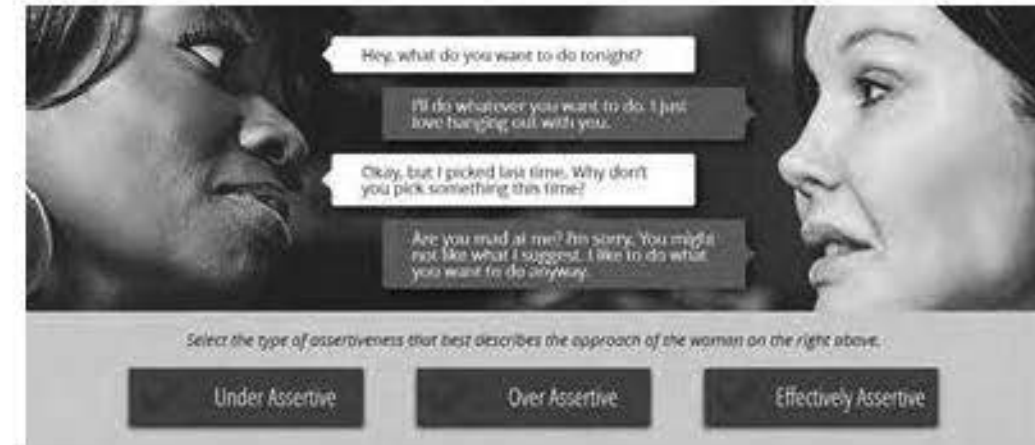 Hey, what do you want to do tonight?
I'll do whatever you want to do. I just
love hanging out with you.
Okay, but I picked last time. Why don't
you pick something this time?
Are you mad at me? I'm sorry. You might
not like what I suggest. I like to do what
you want to do anyway.
Select the type of assertiveness that best describes the approach of the woman on the right above.
Under Assertive
Over Assertive
Effectively Assertive